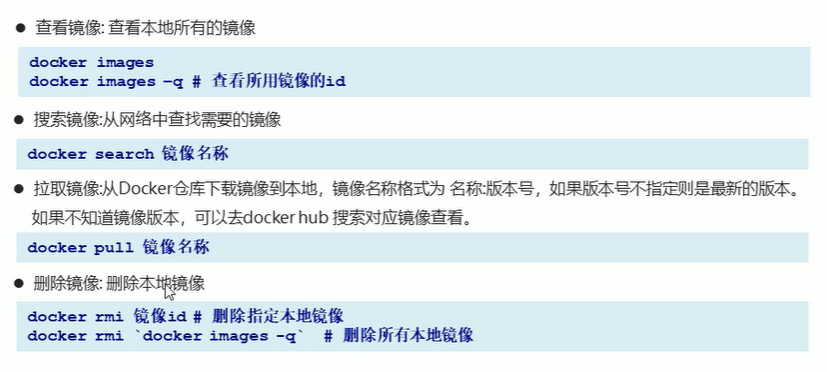 ● 查看镜像: 查看本地所有的镜像
docker images
docker images –q # 查看所用镜像的id
● 搜索镜像:从网络中查找需要的镜像
docker search 镜像名称
● 拉取镜像:从Docker仓库下载镜像到本地，镜像名称格式为 名称:版本号，如果版本号不指定则是最新的版本。
如果不知道镜像版本，可以去docker hub 搜索对应镜像查看。
docker pull 镜像名称
● 删除镜像: 删除本地镜像
docker rmi 镜像id # 删除指定本地镜像
docker rmi `docker images -q` # 删除所有本地镜像